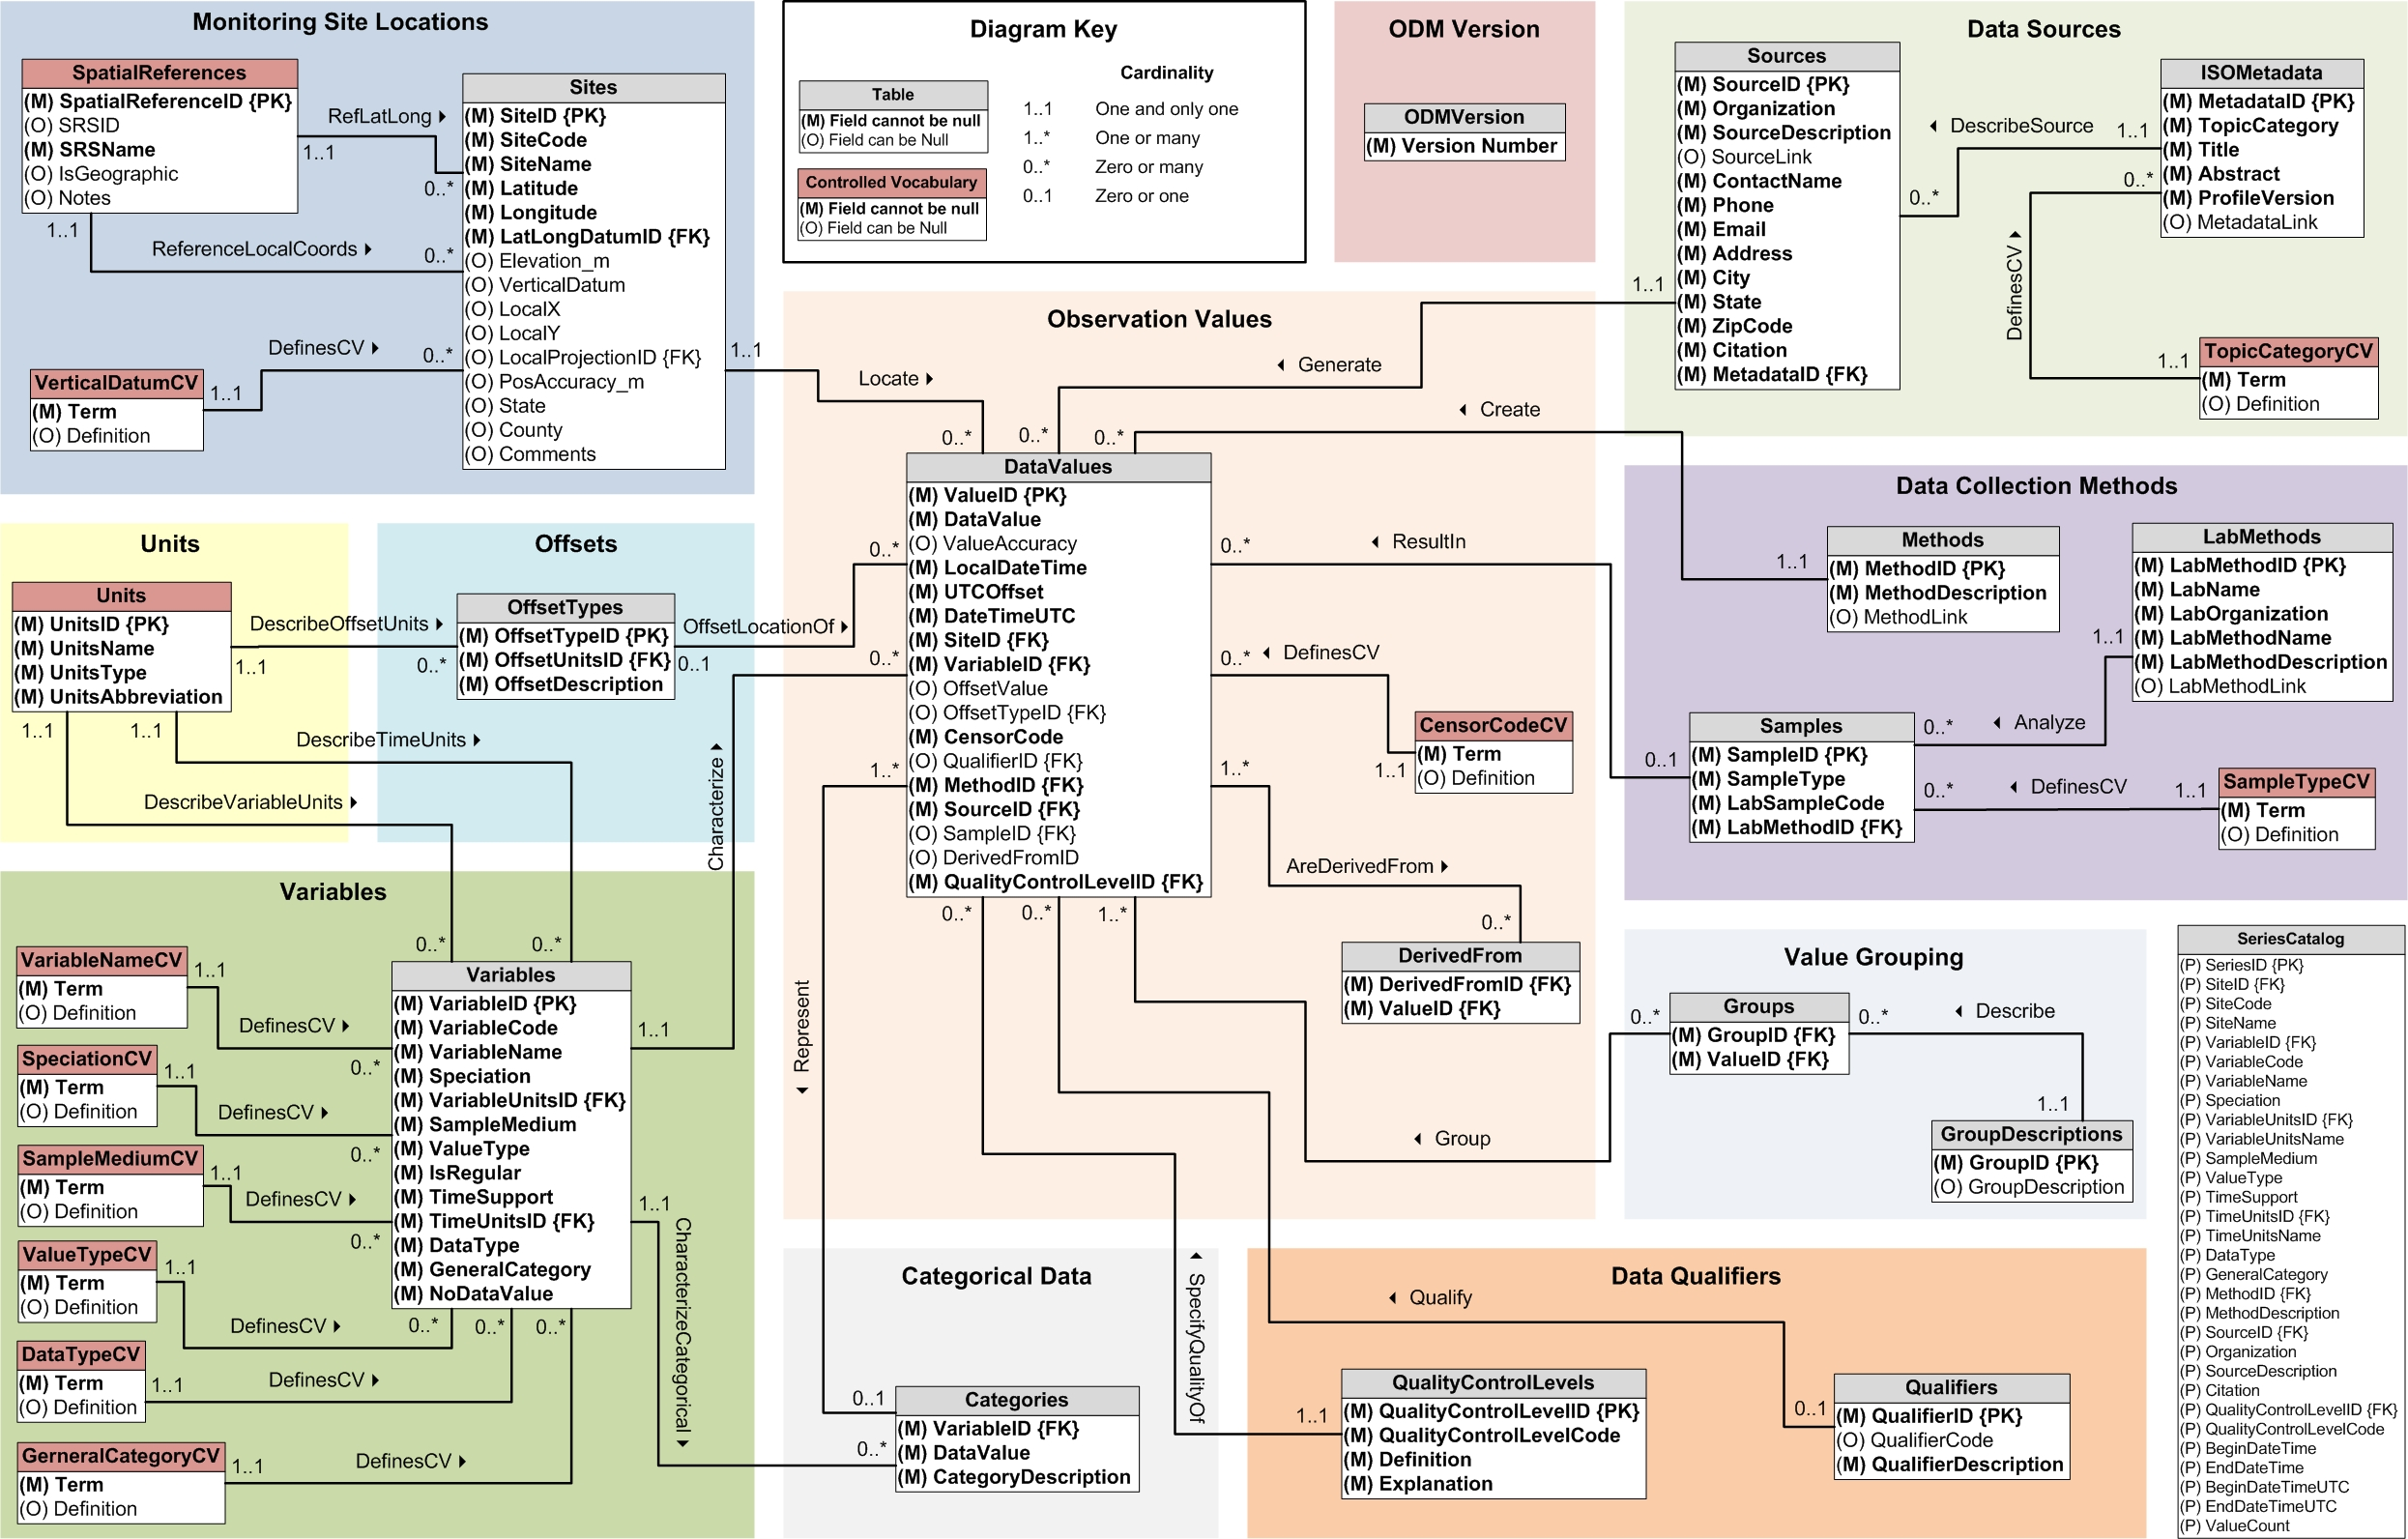 Monitoring Site Locations
SpatialReferences
(M) SpatialReferenceID {PK}
(O) SRSID
(M) SRSName
(O) IsGeographic
(O) Notes
RefLatLong
1..1
0..*
1..1
ReferenceLocalCoords
0..*
DefinesCV
0..*
VerticalDatumCV
(M) Term
(O) Definition
1..1
Sites
(M) SiteID {PK}
(M) SiteCode
(M) SiteName
(M) Latitude
(M) Longitude
(M) LatLongDatumID {FK}
(O) Elevation_m
(O) VerticalDatum
(O) LocalX
(O) LocalY
(O) LocalProjectionID {FK}
(O) PosAccuracy_m
(O) State
(O) County
(O) Comments
1..1
Diagram Key
Table
(M) Field cannot be null
(O) Field can be Null
Controlled Vocabulary
(M) Field cannot be null
(O) Field can be Null
Cardinality
1..1 One and only one
1..* One or many
0..* Zero or many
0..1 Zero or one
ODM Version
ODMVersion
(M) Version Number
Data Sources
Sources
(M) SourceID {PK}
(M) Organization
(M) SourceDescription
(O) SourceLink
(M) ContactName
(M) Phone
(M) Email
(M) Address
(M) City
(M) State
(M) ZipCode
(M) Citation
(M) MetadataID {FK}
1..1
DescribeSource
1..1
0..*
0..*
DefinesCV
1..1
ISOMetadata
(M) MetadataID {PK}
(M) TopicCategory
(M) Title
(M) Abstract
(M) ProfileVersion
(O) MetadataLink
TopicCategoryCV
(M) Term
(O) Definition
Observation Values
Locate
Generate
Create
0..*
0..*
0..*
DataValues
(M) ValueID {PK}
(M) DataValue
(O) ValueAccuracy
(M) LocalDateTime
(M) UTCOffset
(M) DateTimeUTC
(M) SiteID {FK}
(M) VariableID {FK}
(O) OffsetValue
(O) OffsetTypeID {FK}
(M) CensorCode
(O) QualifierID {FK}
(M) MethodID {FK}
(M) SourceID {FK}
(O) SampleID {FK}
(O) DerivedFromID
(M) QualityControlLevelID {FK}
0..*
0..*
1..*
0..*
ResultIn
0..*
DefinesCV
1..*
0..*
0..*
1..*
CensorCodeCV
(M) Term
(O) Definition
1..1
AreDerivedFrom
0..*
DerivedFrom
(M) DerivedFromID {FK}
(M) ValueID {FK}
Represent
Group
Units
Units
(M) UnitsID {PK}
(M) UnitsName
(M) UnitsType
(M) UnitsAbbreviation
1..1
1..1
1..1
DescribeOffsetUnits
0..*
DescribeTimeUnits
DescribeVariableUnits
Offsets
OffsetTypes
(M) OffsetTypeID {PK}
(M) OffsetUnitsID {FK}
(M) OffsetDescription
OffsetLocationOf
0..1
Characterize
Data Collection Methods
Methods
(M) MethodID {PK}
(M) MethodDescription
(O) MethodLink
1..1
LabMethods
(M) LabMethodID {PK}
(M) LabName
(M) LabOrganization
(M) LabMethodName
(M) LabMethodDescription
(O) LabMethodLink
1..1
Samples
(M) SampleID {PK}
(M) SampleType
(M) LabSampleCode
(M) LabMethodID {FK}
0..1
0..*
Analyze
0..*
DefinesCV
1..1
SampleTypeCV
(M) Term
(O) Definition
Variables
0..*
0..*
VariableNameCV
(M) Term
(O) Definition
1..1
DefinesCV
0..*
SpeciationCV
(M) Term
(O) Definition
1..1
DefinesCV
0..*
SampleMediumCV
(M) Term
(O) Definition
1..1
DefinesCV
0..*
ValueTypeCV
(M) Term
(O) Definition
1..1
DefinesCV
0..*
0..*
0..*
DataTypeCV
(M) Term
(O) Definition
1..1
DefinesCV
GerneralCategoryCV
(M) Term
(O) Definition
1..1
DefinesCV
Variables
(M) VariableID {PK}
(M) VariableCode
(M) VariableName
(M) Speciation
(M) VariableUnitsID {FK}
(M) SampleMedium
(M) ValueType
(M) IsRegular
(M) TimeSupport
(M) TimeUnitsID {FK}
(M) DataType
(M) GeneralCategory
(M) NoDataValue
1..1
1..1
CharacterizeCategorical
Categorical Data
0..1
0..*
Categories
(M) VariableID {FK}
(M) DataValue
(M) CategoryDescription
SpecifyQualityOf
Data Qualifiers
Qualify
1..1
QualityControlLevels
(M) QualityControlLevelID {PK}
(M) QualityControlLevelCode
(M) Definition
(M) Explanation
0..1
Qualifiers
(M) QualifierID {PK}
(O) QualifierCode
(M) QualifierDescription
Value Grouping
0..*
Groups
(M) GroupID {FK}
(M) ValueID {FK}
0..*
Describe
1..1
GroupDescriptions
(M) GroupID {PK}
(O) GroupDescription
SeriesCatalog
(P) SeriesID {PK}
(P) SiteID {FK}
(P) SiteCode
(P) SiteName
(P) VariableID {FK}
(P) VariableCode
(P) VariableName
(P) Speciation
(P) VariableUnitsID {FK}
(P) VariableUnitsName
(P) SampleMedium
(P) ValueType
(P) TimeSupport
(P) TimeUnitsID {FK}
(P) TimeUnitsName
(P) DataType
(P) GeneralCategory
(P) MethodID {FK}
(P) MethodDescription
(P) SourceID {FK}
(P) Organization
(P) SourceDescription
(P) Citation
(P) QualityControlLevelID {FK}
(P) QualityControlLevelCode
(P) BeginDateTime
(P) EndDateTime
(P) BeginDateTimeUTC
(P) EndDateTimeUTC
(P) ValueCount